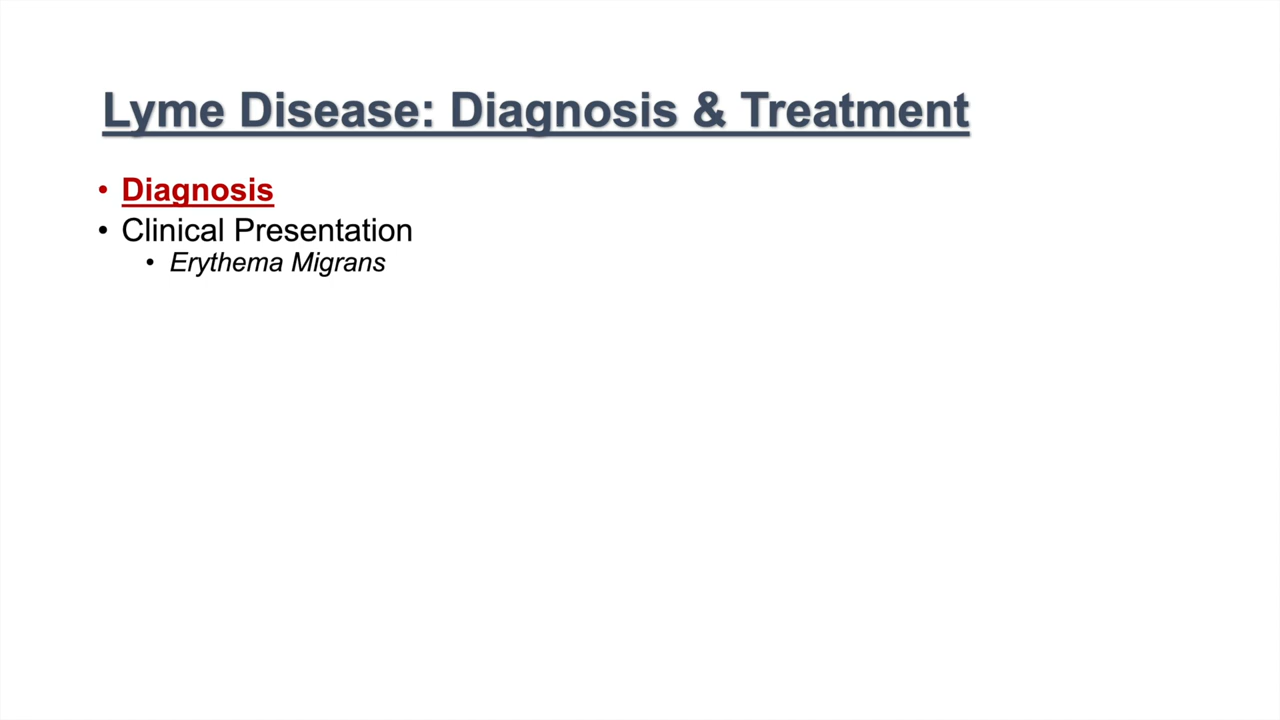 Lyme Disease: Diagnosis & Treatment
• Diagnosis
• Clinical Presentation
• Erythema Migrans